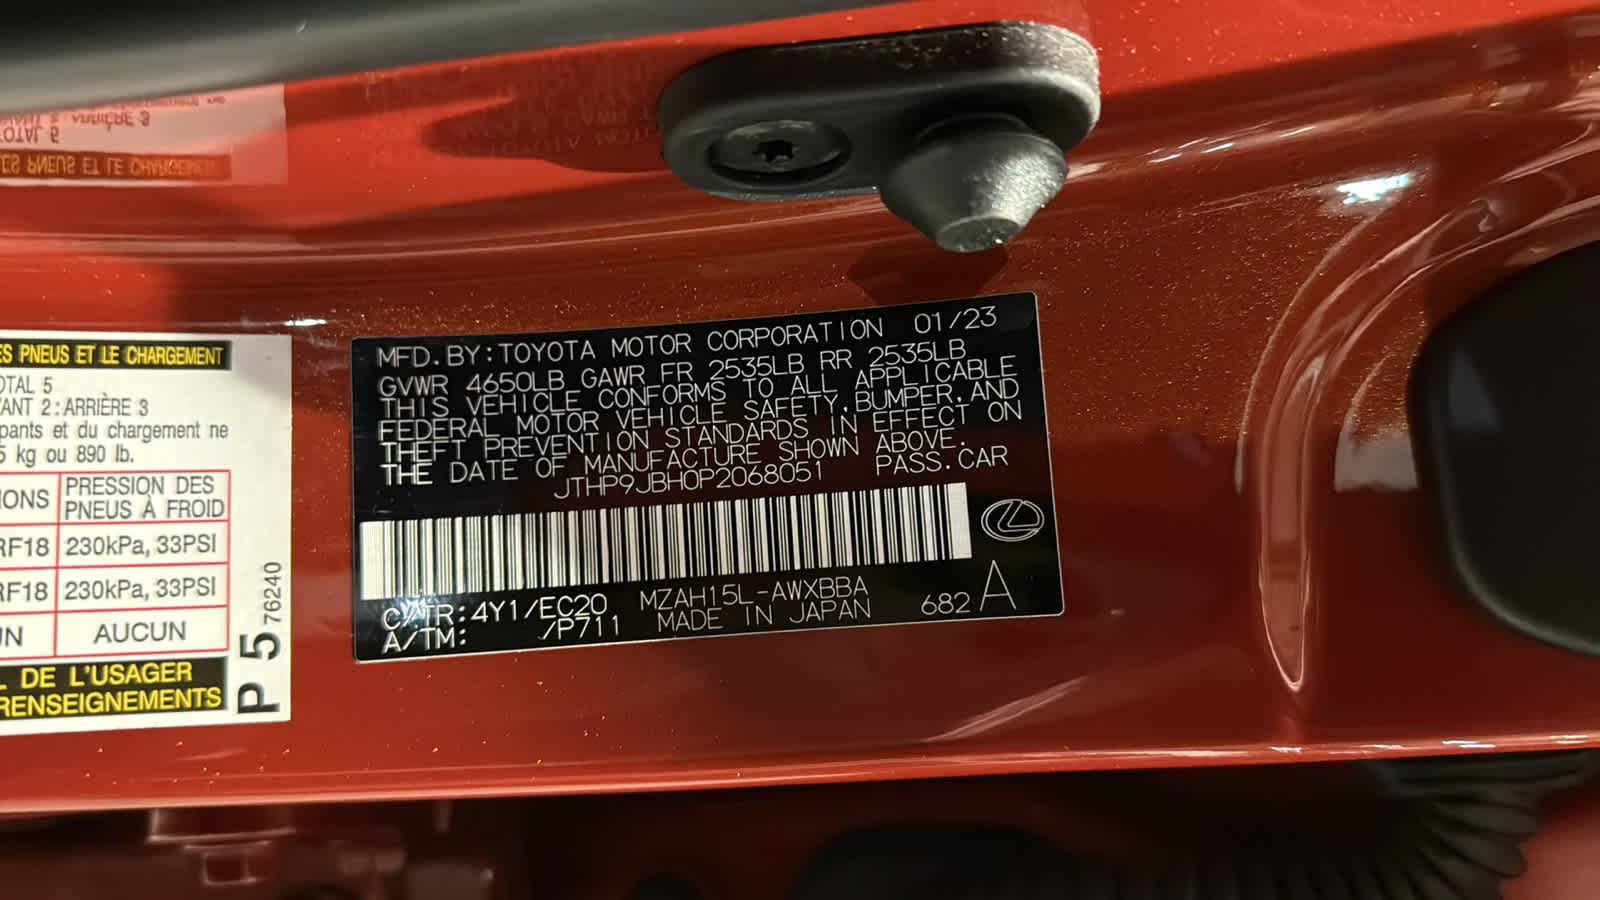 ES PNEUS ET LE CHARGEMENT
OTAL 5
ANT 2 : ARRIÈRE 3
pants et du chargement ne
5 kg ou 890 lb.
IONS PRESSION DES
PNEUS À FROID
RF18 230kPa, 33PSI
RF18 230kPa, 33PSI
UN AUCUN
L DE L'USAGER
RENSEIGNEMENTS
P 5 76240
MFD.BY:TOYOTA MOTOR CORPORATION 01/23
GVWR 4650LB GAWR FR 2535LB RR 2535LB
THIS VEHICLE CONFORMS TO ALL APPLICABLE
FEDERAL MOTOR VEHICLE SAFETY,BUMPER,AND
THEFT PREVENTION STANDARDS IN EFFECT ON
THE DATE OF MANUFACTURE SHOWN ABOVE.
JTHP9JBH0P2068051 PASS.CAR
C/TR:4Y1/EC20 MZAH15L-AWXBBA
A/TM: /P711 MADE IN JAPAN 682 A